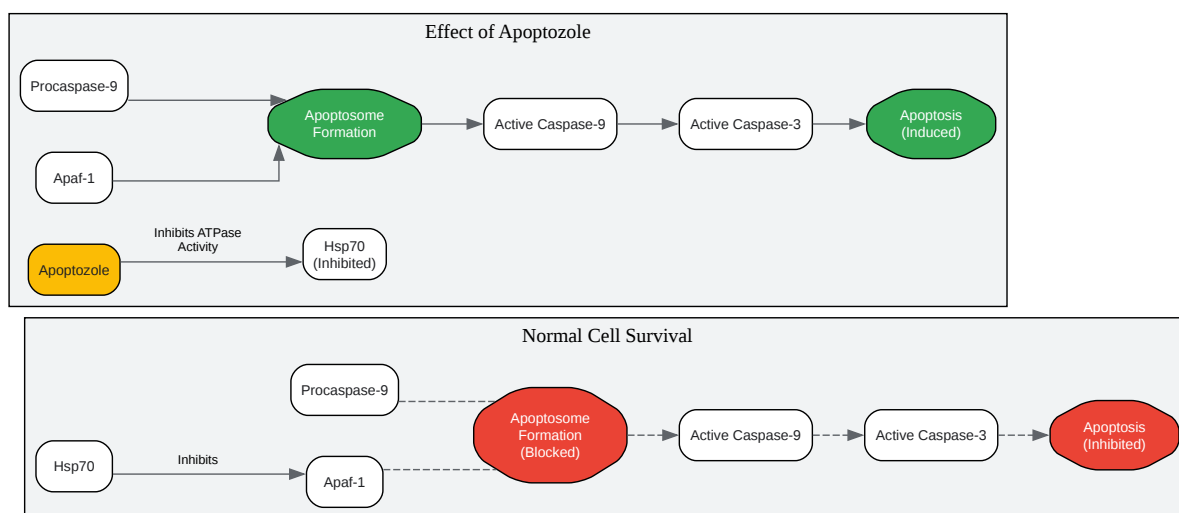 Effect of Apoptozole
Procaspase-9
Apoptosome
Formation
Active Caspase-9
Active Caspase-3
Apoptosis
(Induced)
Apaf-1
Inhibits ATPase
Activity
Apoptozole
Hsp70
(Inhibited)
Normal Cell Survival
Procaspase-9
Apoptosome
Formation
(Blocked)
Active Caspase-9
Active Caspase-3
Apoptosis
(Inhibited)
Hsp70
Inhibits
Apaf-1